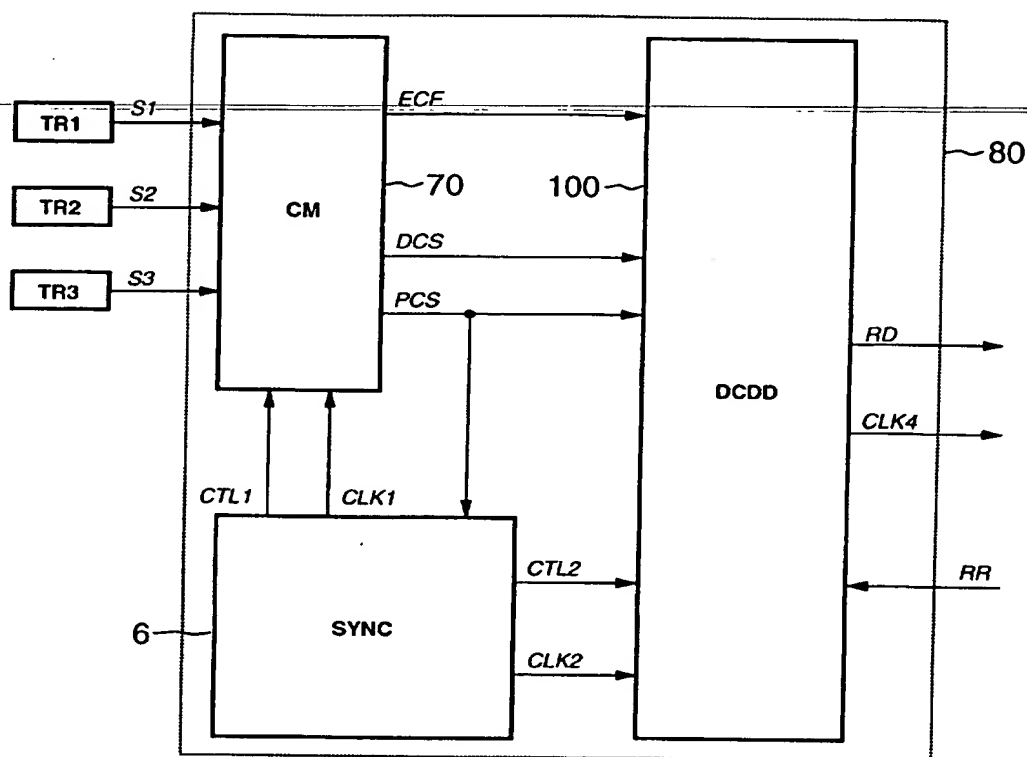 S1
ECF
TR1
80
S2
70
100
TR2
CM
DCS
S3
TR3
PCS
RD
DCDD
CLK4
CTL1
CLK1
CTL2
RR
6
SYNC
CLK2